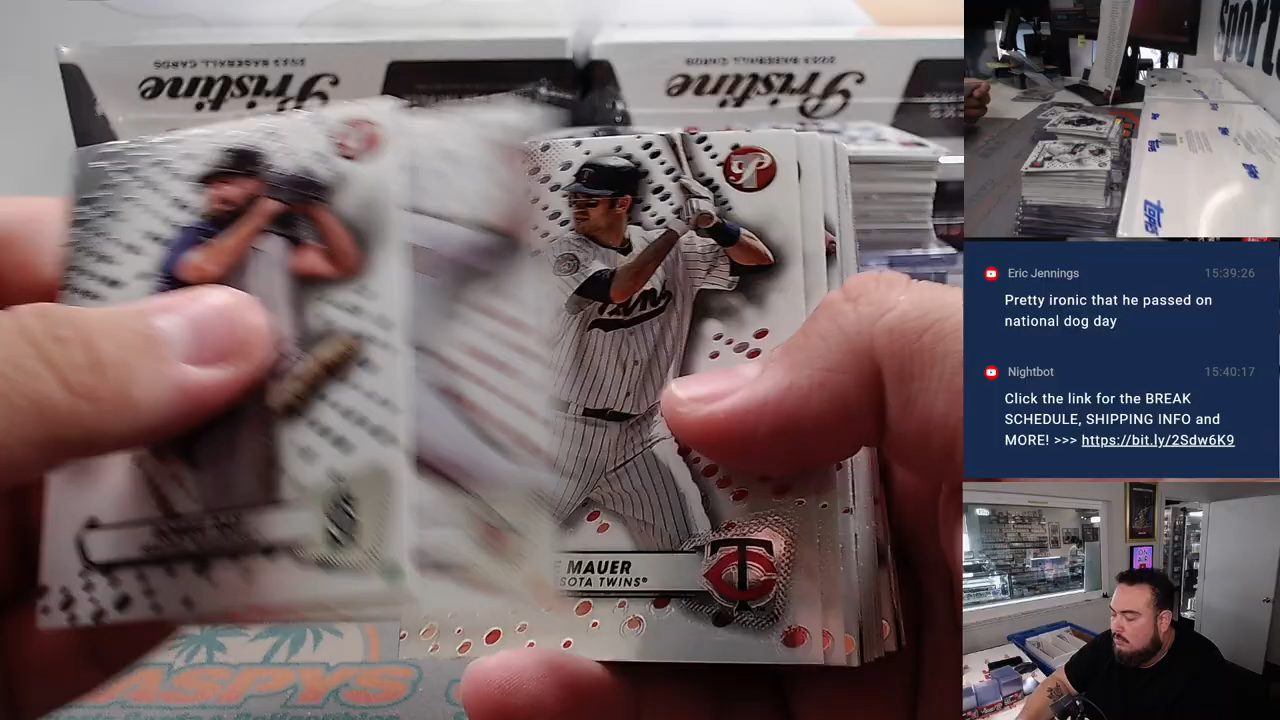 Pristine
2023 BASEBALL CARDS
Pristine
2023 BASEBALL CARDS
E MAUER
SOTA TWINS®
ASPYS
sport
TOPPS
Eric Jennings 15:39:26
Pretty ironic that he passed on
national dog day
Nightbot 15:40:17
Click the link for the BREAK
SCHEDULE, SHIPPING INFO and
MORE! >>> https://bit.ly/2Sdw6K9